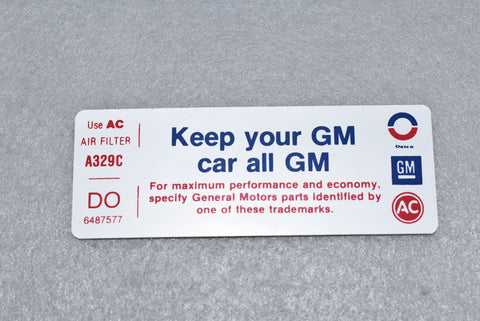 Use AC
AIR FILTER
A329C
DO
6487577
Keep your GM
car all GM
For maximum performance and economy,
specify General Motors parts identified by
one of these trademarks.
Delco
GM
AC